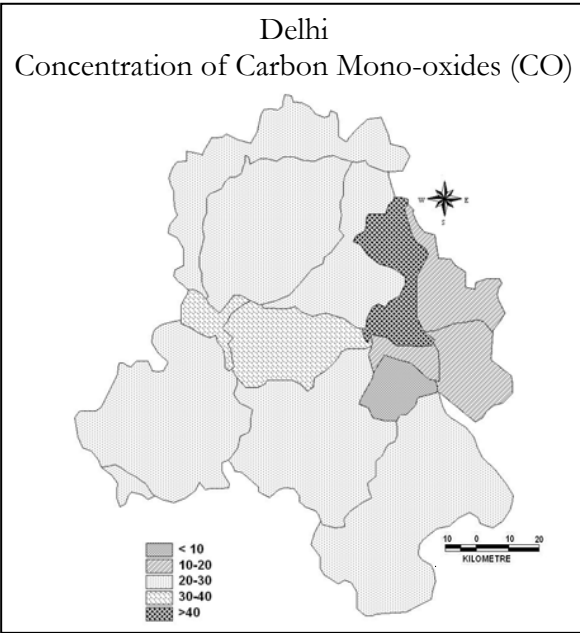 Delhi
Concentration of Carbon Mono-oxides (CO)
W E
S
< 10
10-20
20-30
30-40
>40
10 0 10 20
KILOMETRE